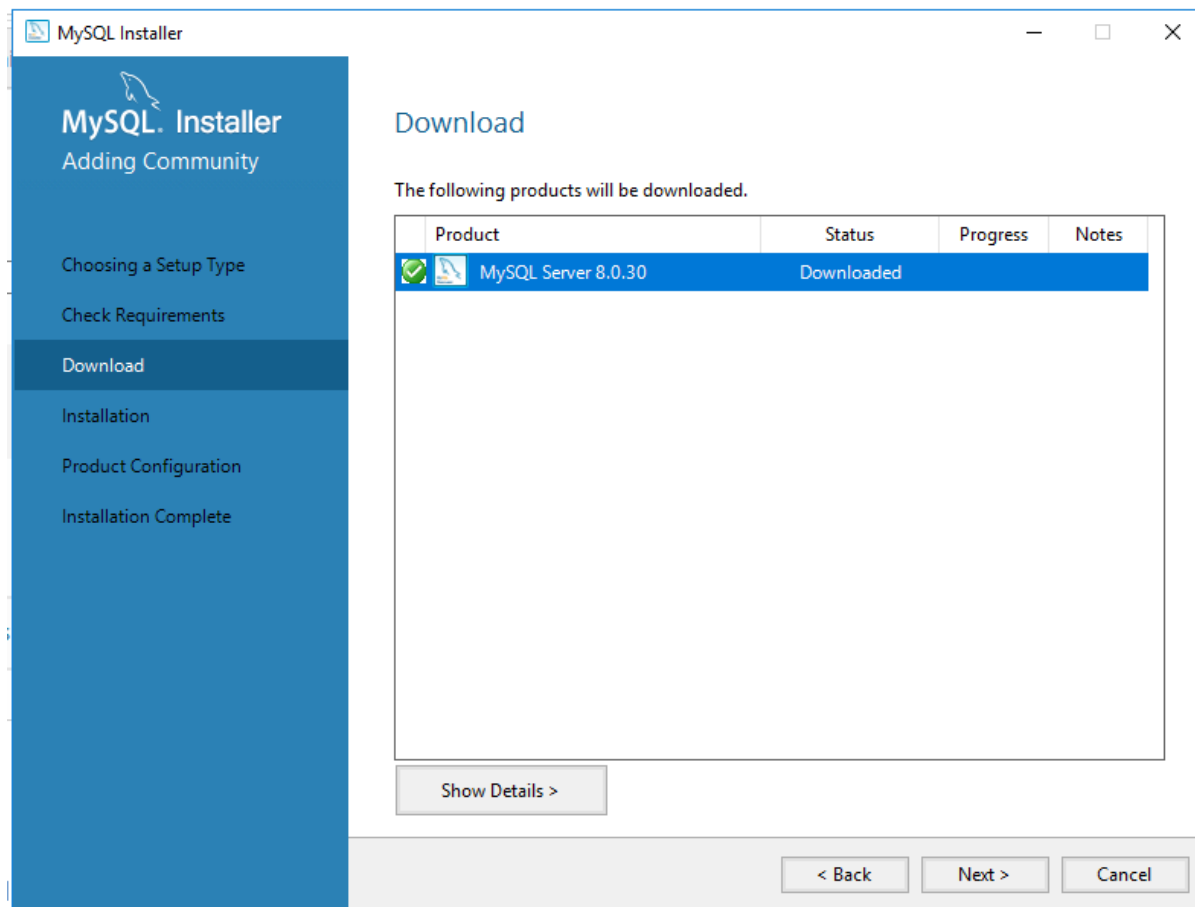 MySQL Installer
MySQL. Installer
Adding Community
Choosing a Setup Type
Check Requirements
Download
Installation
Product Configuration
Installation Complete
Download
The following products will be downloaded.
Product Status Progress Notes
MySQL Server 8.0.30 Downloaded
Show Details >
< Back Next > Cancel